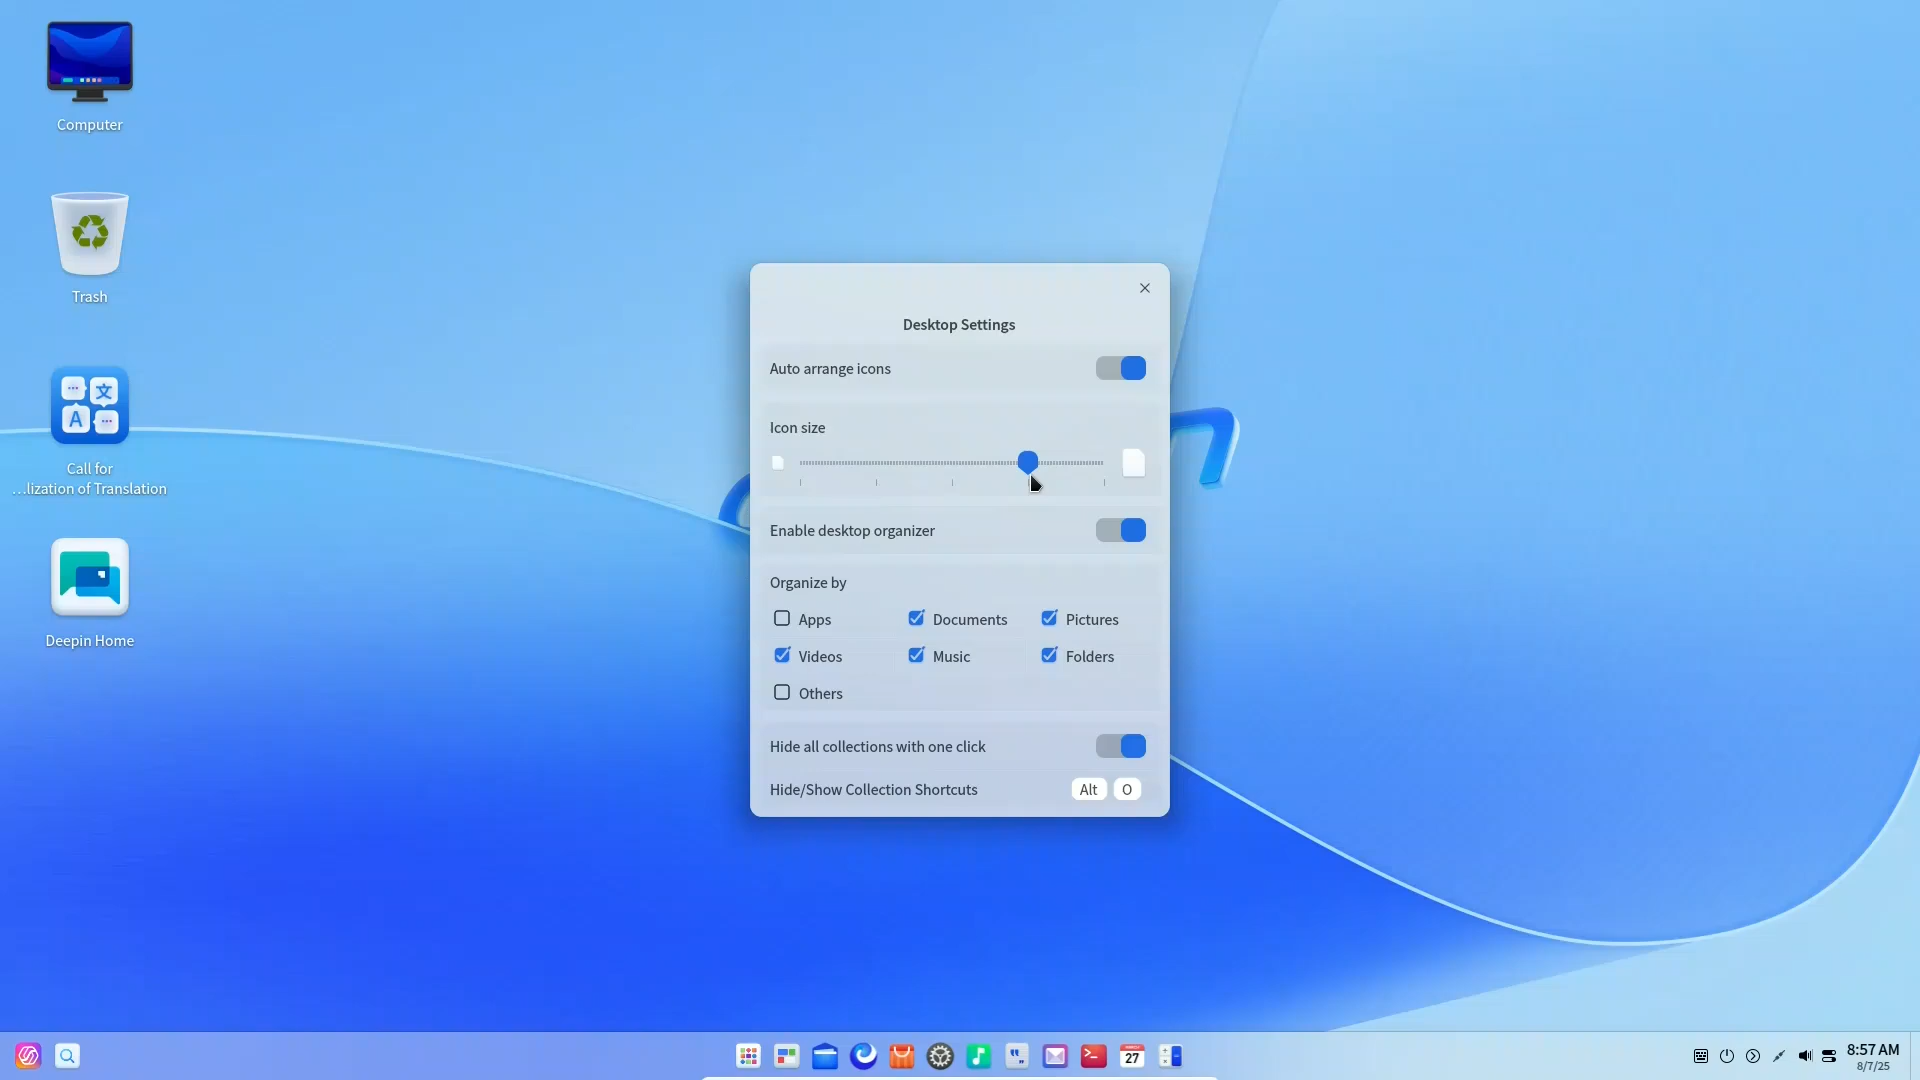 Computer
Trash
文
A
Call for
...lization of Translation
Deepin Home
Desktop Settings
Auto arrange icons
Icon size
Enable desktop organizer
Organize by
Apps
Documents
Pictures
Videos
Music
Folders
Others
Hide all collections with one click
Hide/Show Collection Shortcuts
Alt
O
27
8:57 AM
8/7/25